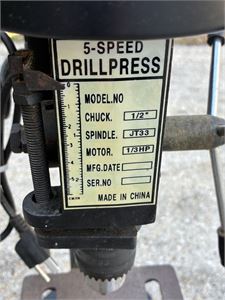 5-SPEED
DRILLPRESS
MODEL.NO
CHUCK. 1/2"
SPINDLE. JT33
MOTOR. 1/3HP
MFG.DATE
SER.NO
MADE IN CHINA